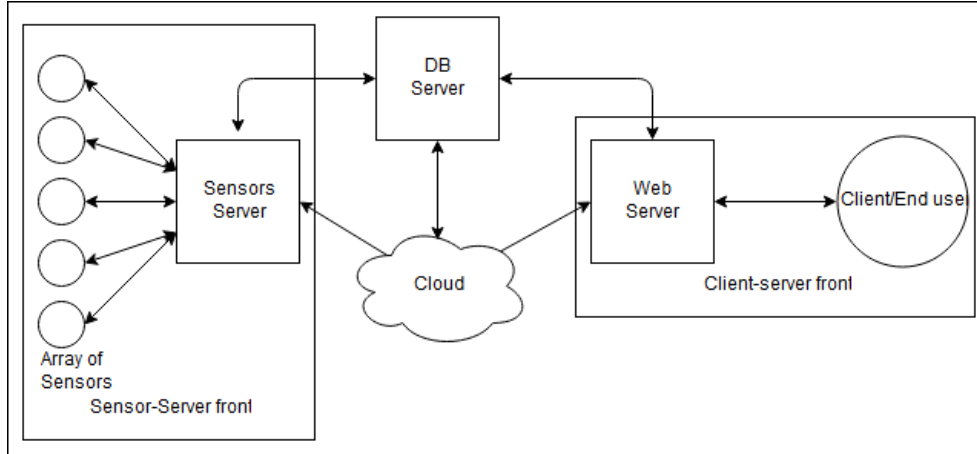 DB
Server
Sensors
Server
Web
Server
Client/End use
Cloud
Client-server front
Array of
Sensors
Sensor-Server front